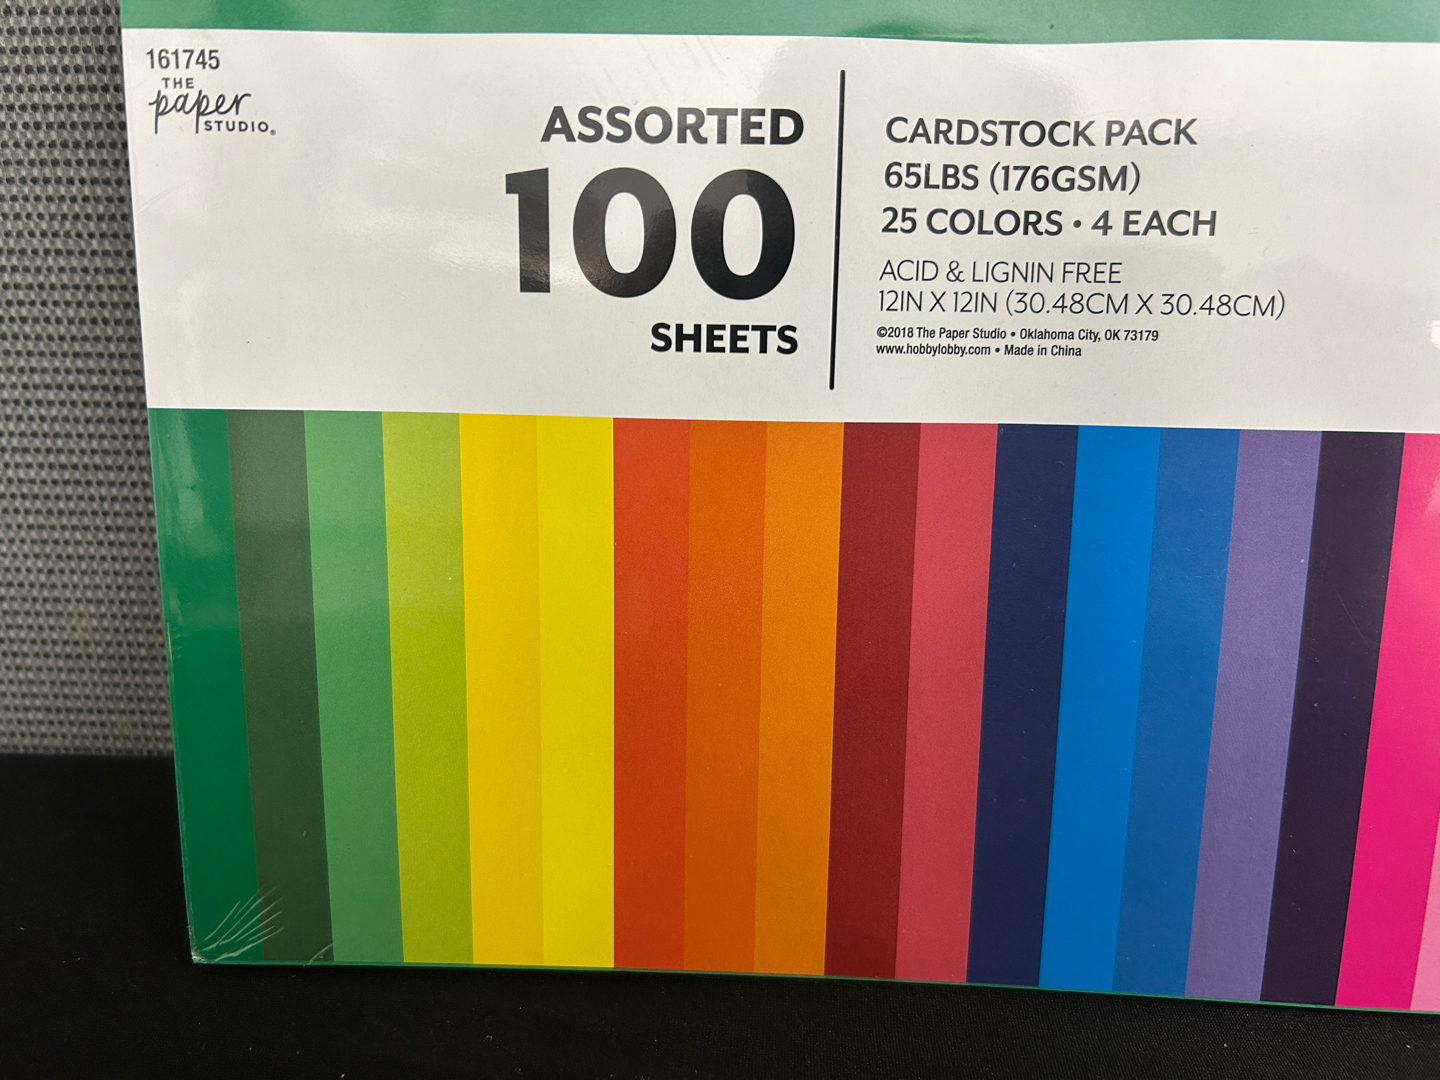 161745
THE
paper
STUDIO®
ASSORTED
100
SHEETS
CARDSTOCK PACK
65LBS (176GSM)
25 COLORS • 4 EACH
ACID & LIGNIN FREE
12IN X 12IN (30.48CM X 30.48CM)
©2018 The Paper Studio • Oklahoma City, OK 73179
www.hobbylobby.com • Made in China